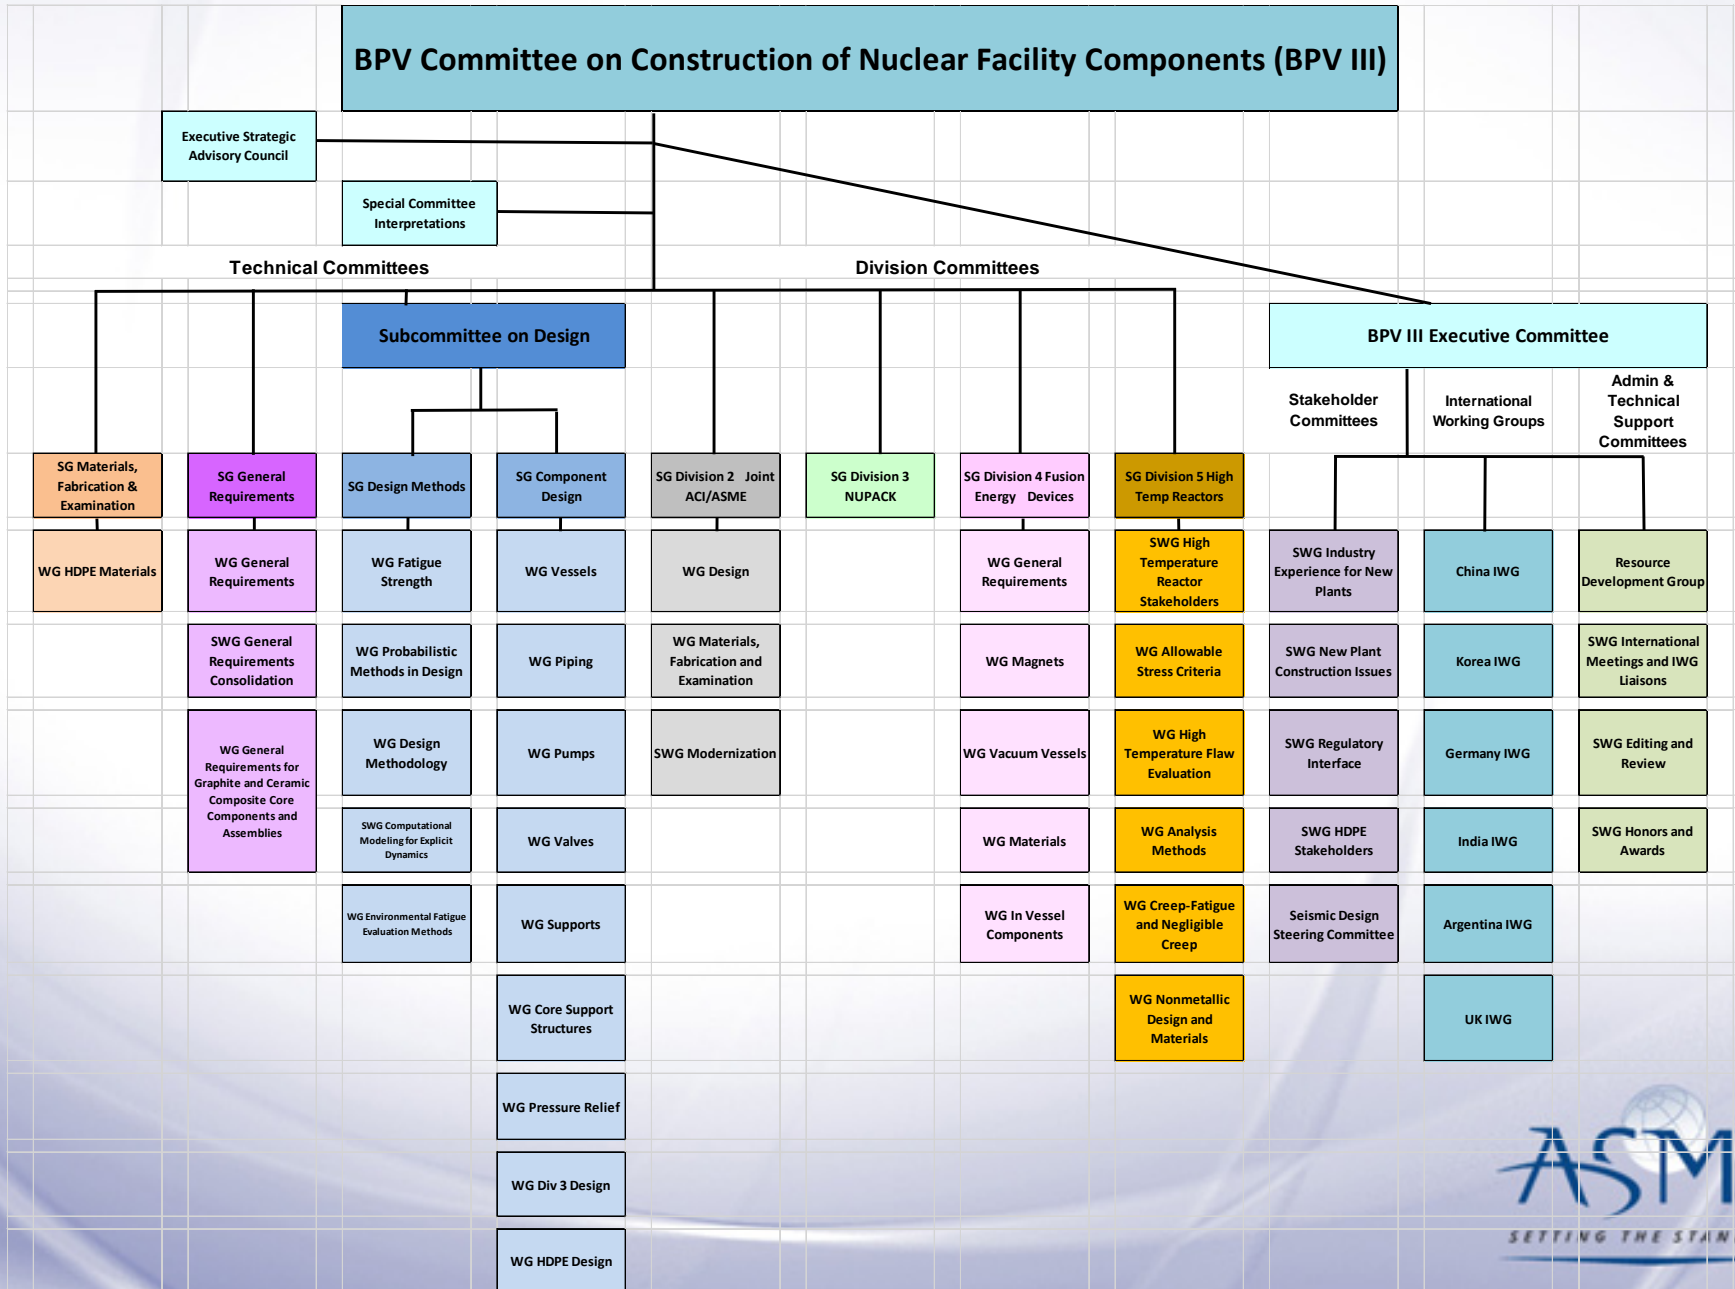 BPV Committee on Construction of Nuclear Facility Components (BPV III)
Executive Strategic
Advisory Council
Special Committee
Interpretations
Technical Committees
Division Committees
Subcommittee on Design
BPV III Executive Committee
Stakeholder
Committees
International
Working Groups
Admin &
Technical
Support
Committees
SG Materials,
Fabrication &
Examination
SG General
Requirements
SG Design Methods
SG Component
Design
SG Division 2 Joint
ACI/ASME
SG Division 3
NUPACK
SG Division 4 Fusion
Energy Devices
SG Division 5 High
Temp Reactors
WG HDPE Materials
WG General
Requirements
WG Fatigue
Strength
WG Vessels
WG Design
WG General
Requirements
SWG High
Temperature
Reactor
Stakeholders
SWG Industry
Experience for New
Plants
China IWG
Resource
Development Group
SWG General
Requirements
Consolidation
WG Probabilistic
Methods in Design
WG Piping
WG Materials,
Fabrication and
Examination
WG Magnets
WG Allowable
Stress Criteria
SWG New Plant
Construction Issues
Korea IWG
SWG International
Meetings and IWG
Liaisons
WG General
Requirements for
Graphite and Ceramic
Composite Core
Components and
Assemblies
WG Design
Methodology
WG Pumps
SWG Modernization
WG Vacuum Vessels
WG High
Temperature Flaw
Evaluation
SWG Regulatory
Interface
Germany IWG
SWG Editing and
Review
SWG Computational
Modeling for Explicit
Dynamics
WG Valves
WG Materials
WG Analysis
Methods
SWG HDPE
Stakeholders
India IWG
SWG Honors and
Awards
WG Environmental Fatigue
Evaluation Methods
WG Supports
WG In Vessel
Components
WG Creep-Fatigue
and Negligible
Creep
Seismic Design
Steering Committee
Argentina IWG
WG Core Support
Structures
WG Nonmetallic
Design and
Materials
UK IWG
WG Pressure Relief
WG Div 3 Design
WG HDPE Design
ASM
SETTING THE STAN